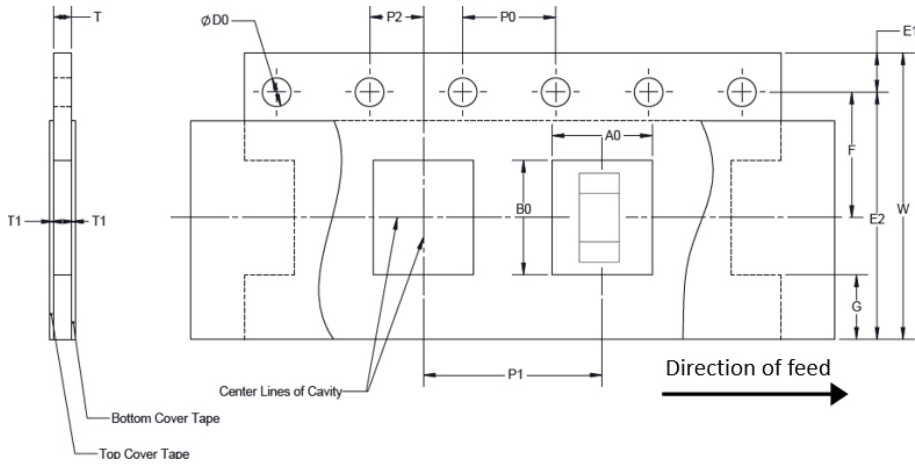 T
⌀D0
P2
P0
E1
A0
F
T1
T1
B0
E2
W
G
P1
Direction of feed
Center Lines of Cavity
Bottom Cover Tape
Top Cover Tape